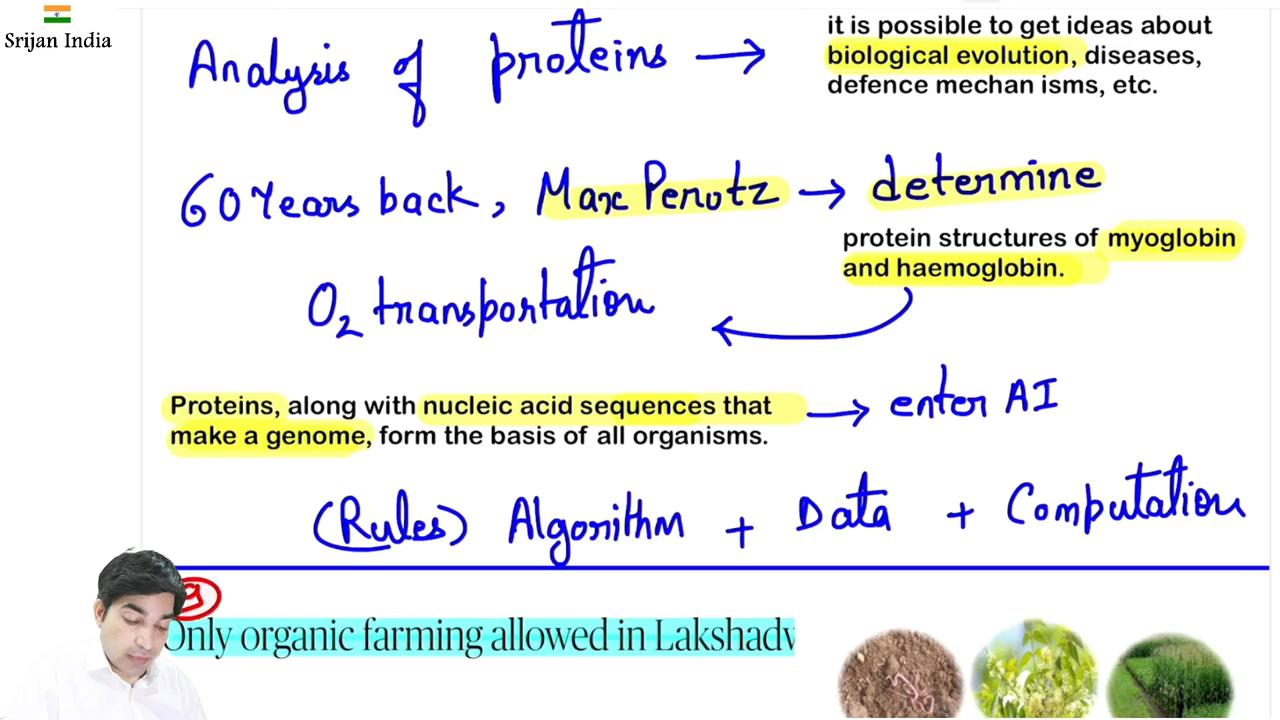 Srijan India
it is possible to get ideas about
Analysis of proteins → biological evolution, diseases,
defence mechan isms, etc.
60 Years back, Max Perutz → determine
protein structures of myoglobin
and haemoglobin.
O2 transportation
Proteins, along with nucleic acid sequences that → enter AI
make a genome, form the basis of all organisms.
(Rules) Algorithm + Data + Computation
Only organic farming allowed in Lakshadw